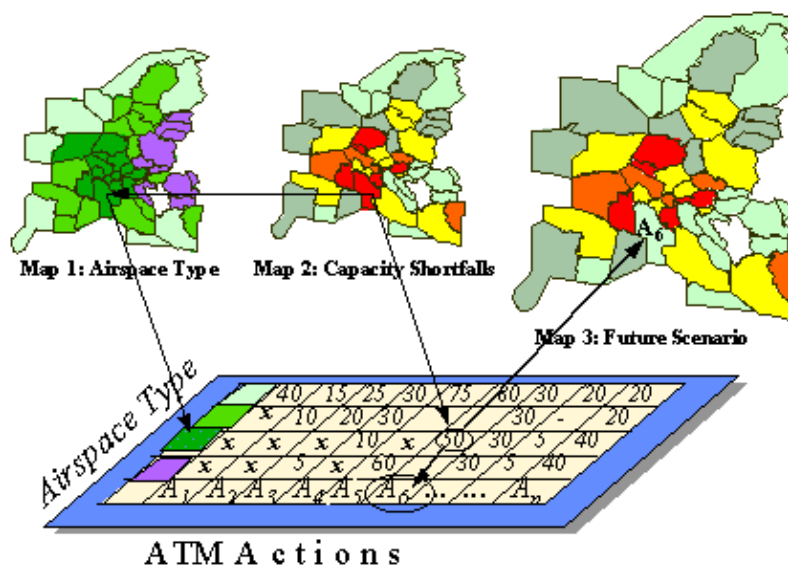 A6
Map 1: Airspace Type
Map 2: Capacity Shortfalls
Map 3: Future Scenario
Airspace Type
40 15 25 30 75 60 30 20 20
x 10 20 30 30 - 20
x x x 10 x 50 30 5 40
x x 5 x 60 30 5 40
A1 A2 A3 A4 A5 A6 ... ... An
ATM Actions